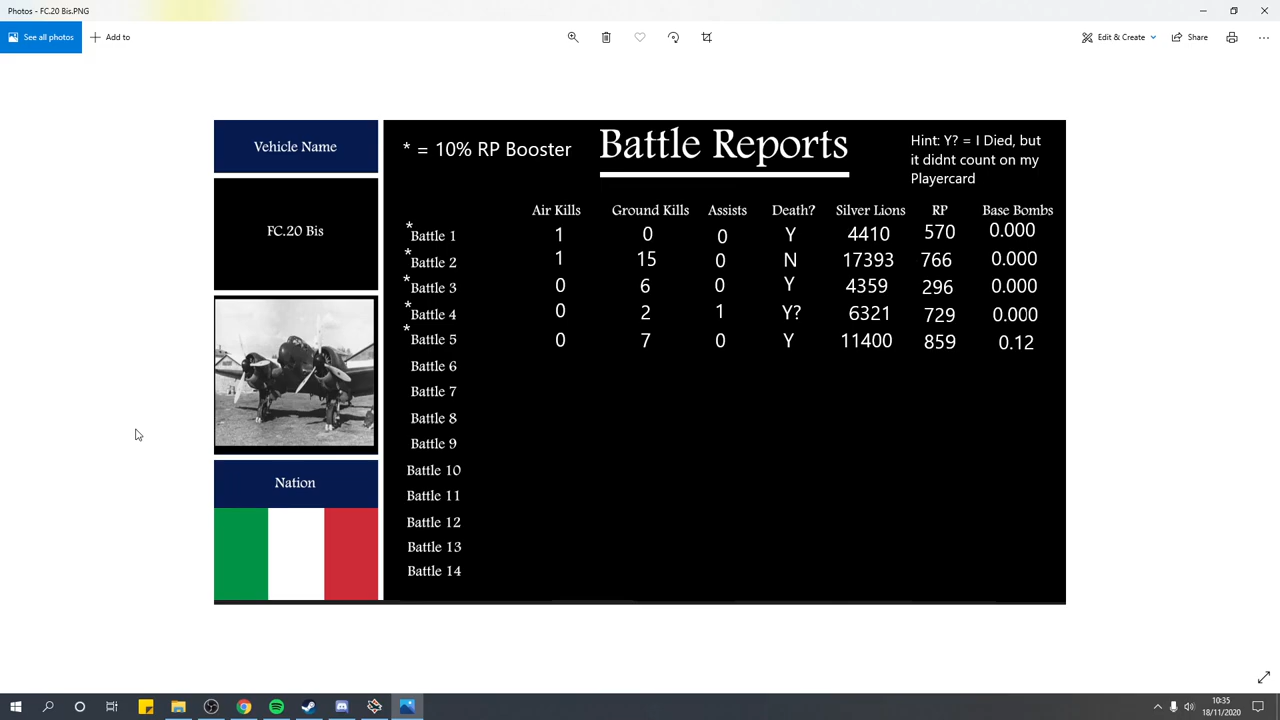 Photos - FC.20 Bis.PNG
See all photos
Add to
Edit & Create
Share
Vehicle Name
FC.20 Bis
Nation
* = 10% RP Booster
Battle Reports
Hint: Y? = I Died, but
it didnt count on my
Playercard
Air Kills Ground Kills Assists Death? Silver Lions RP Base Bombs
*Battle 1 1 0 0 Y 4410 570 0.000
*Battle 2 1 15 0 N 17393 766 0.000
*Battle 3 0 6 0 Y 4359 296 0.000
*Battle 4 0 2 1 Y? 6321 729 0.000
*Battle 5 0 7 0 Y 11400 859 0.12
Battle 6
Battle 7
Battle 8
Battle 9
Battle 10
Battle 11
Battle 12
Battle 13
Battle 14
10:35
18/11/2020